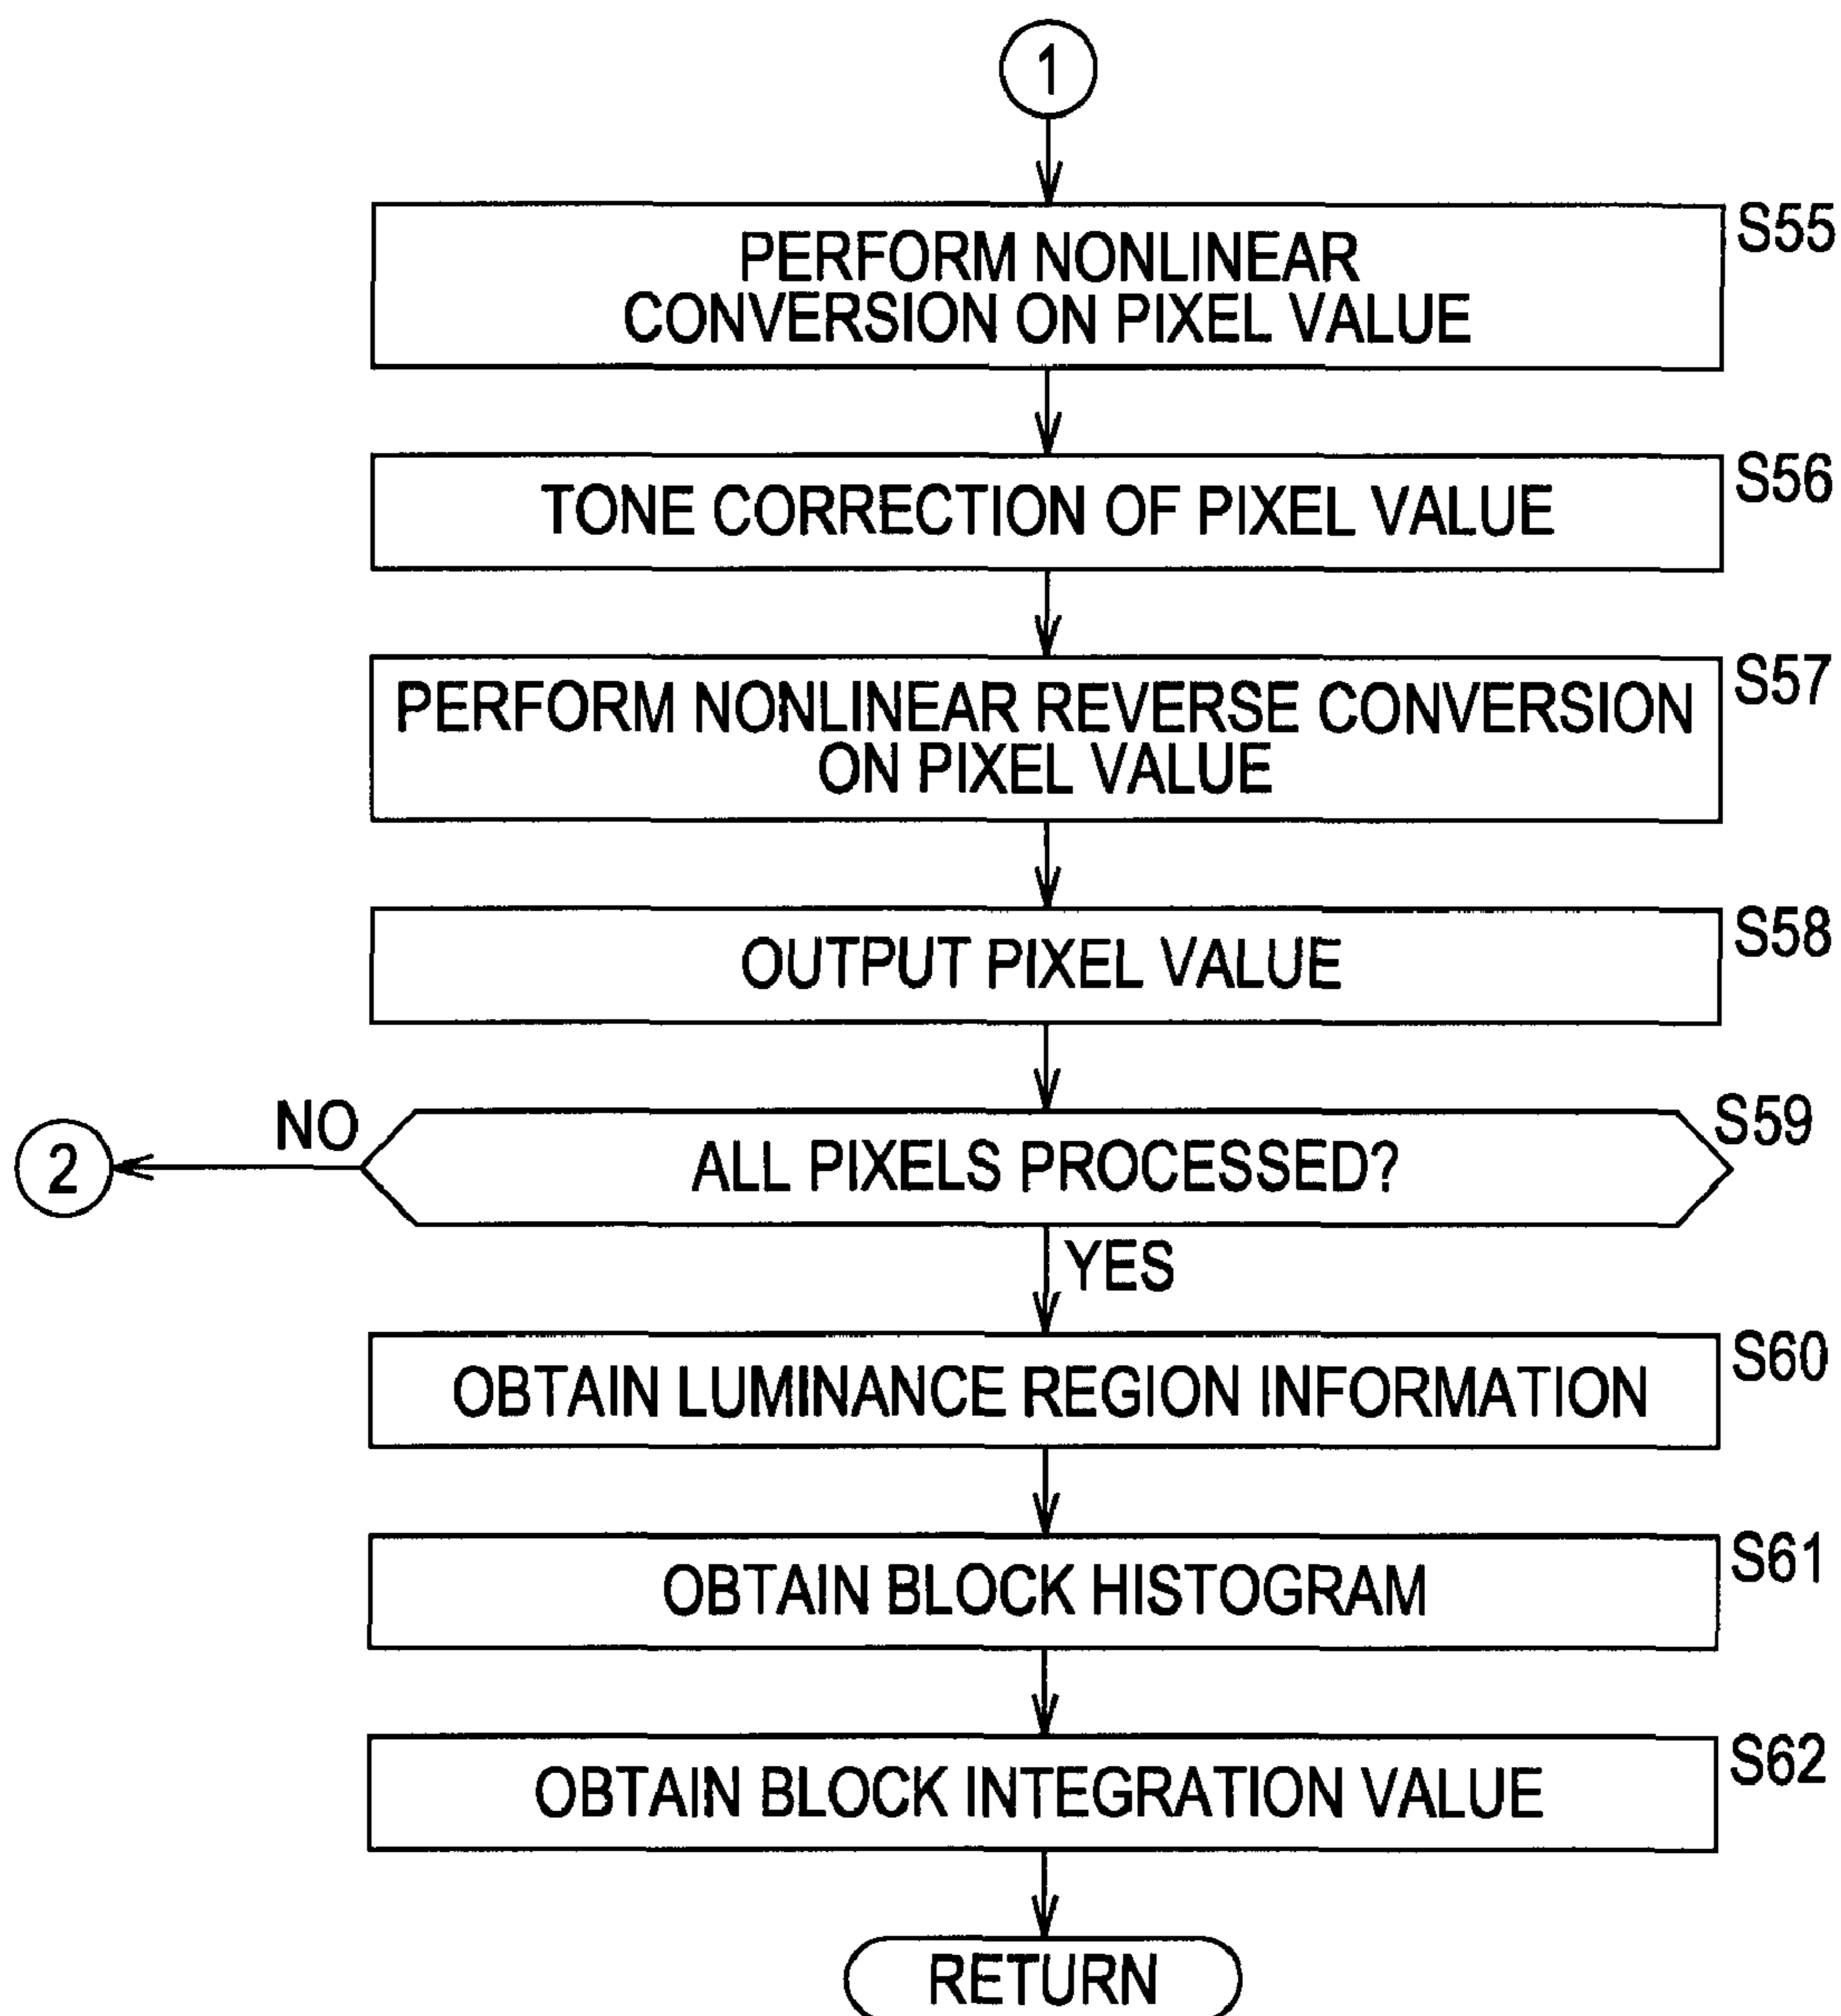 1
PERFORM NONLINEAR
CONVERSION ON PIXEL VALUE
S55
TONE CORRECTION OF PIXEL VALUE
S56
PERFORM NONLINEAR REVERSE CONVERSION
ON PIXEL VALUE
S57
OUTPUT PIXEL VALUE
S58
2
NO
ALL PIXELS PROCESSED?
S59
YES
OBTAIN LUMINANCE REGION INFORMATION
S60
OBTAIN BLOCK HISTOGRAM
S61
OBTAIN BLOCK INTEGRATION VALUE
S62
RETURN